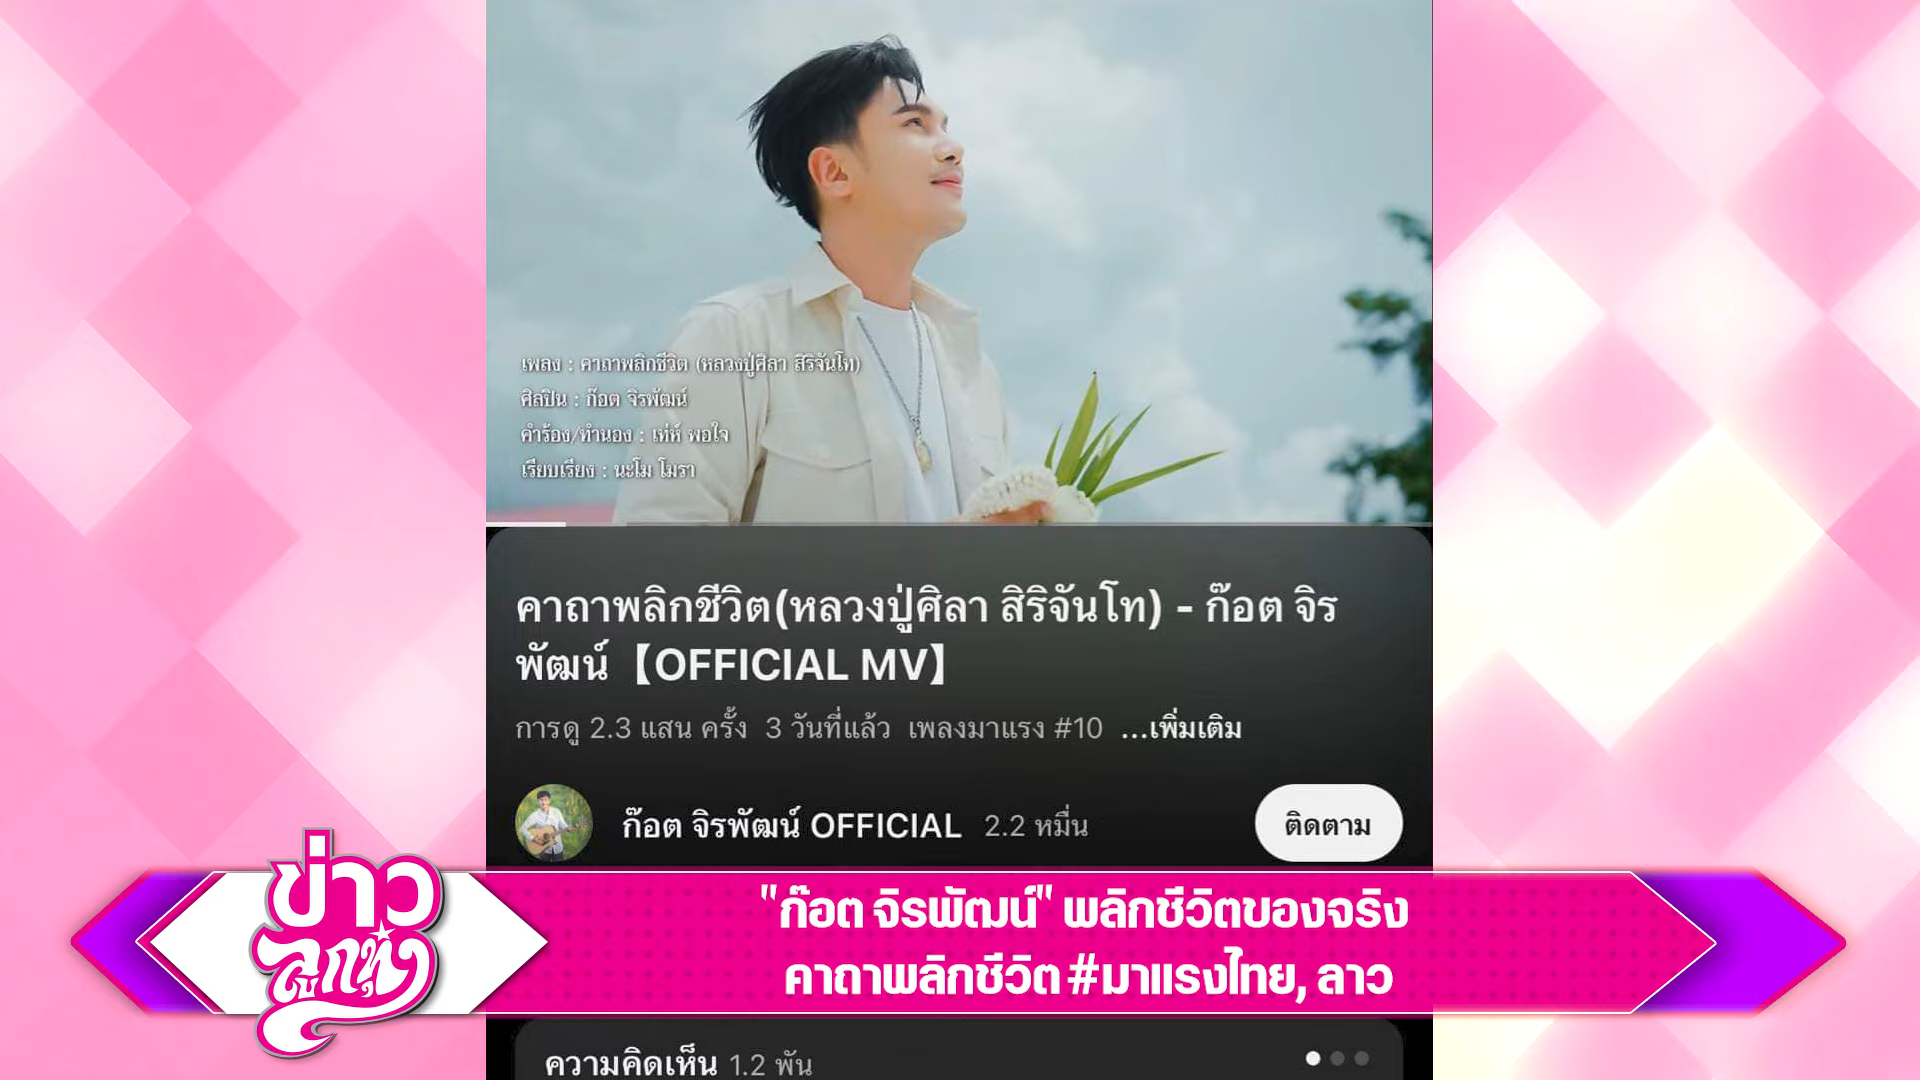 เพลง : คาถาพลิกชีวิต (หลวงปู่ศิลา สิริจันโท)
ศิลปิน : ก๊อต จิรพัฒน์
คำร้อง/ทำนอง : เท่ห์ พอใจ
เรียบเรียง : นะโม โมรา
คาถาพลิกชีวิต(หลวงปู่ศิลา สิริจันโท) - ก๊อต จิร
พัฒน์【OFFICIAL MV】
การดู 2.3 แสน ครั้ง 3 วันที่แล้ว เพลงมาแรง #10 ...เพิ่มเติม
ก๊อต จิรพัฒน์ OFFICIAL 2.2 หมื่น
ติดตาม
ข่าว
ลูกทุ่ง
"ก๊อต จิรพัฒน์" พลิกชีวิตของจริง
คาถาพลิกชีวิต #มาแรงไทย, ลาว
ความคิดเห็น 1.2 พัน